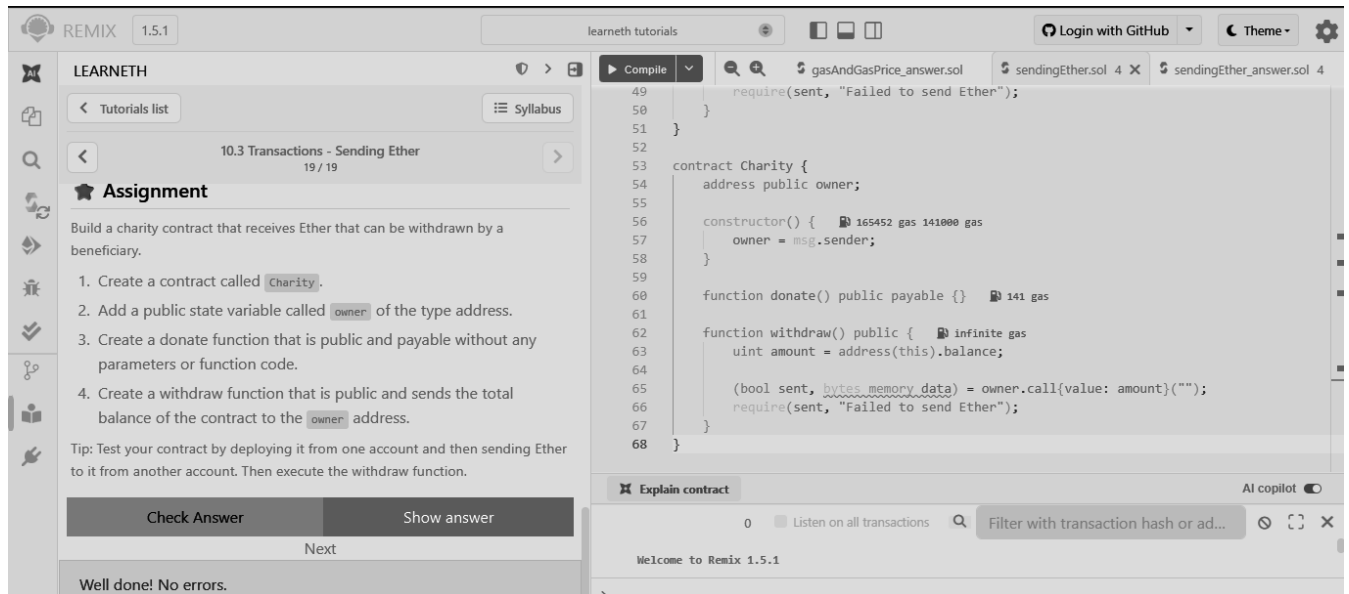 REMIX 1.5.1
learneth tutorials
Login with GitHub
Theme
LEARNETH
Tutorials list
Syllabus
10.3 Transactions - Sending Ether
19 / 19
Assignment
Build a charity contract that receives Ether that can be withdrawn by a
beneficiary.
1. Create a contract called Charity.
2. Add a public state variable called owner of the type address.
3. Create a donate function that is public and payable without any
parameters or function code.
4. Create a withdraw function that is public and sends the total
balance of the contract to the owner address.
Tip: Test your contract by deploying it from one account and then sending Ether
to it from another account. Then execute the withdraw function.
Check Answer
Show answer
Next
Well done! No errors.
Compile
gasAndGasPrice_answer.sol
sendingEther.sol 4
sendingEther_answer.sol 4
49 require(sent, "Failed to send Ether");
50 }
51 }
52
53 contract Charity {
54 address public owner;
55
56 constructor() { 165452 gas 141000 gas
57 owner = msg.sender;
58 }
59
60 function donate() public payable {} 141 gas
61
62 function withdraw() public { infinite gas
63 uint amount = address(this).balance;
64
65 (bool sent, bytes memory data) = owner.call{value: amount}("");
66 require(sent, "Failed to send Ether");
67 }
68 }
Explain contract
AI copilot
0 Listen on all transactions
Filter with transaction hash or ad...
Welcome to Remix 1.5.1
>